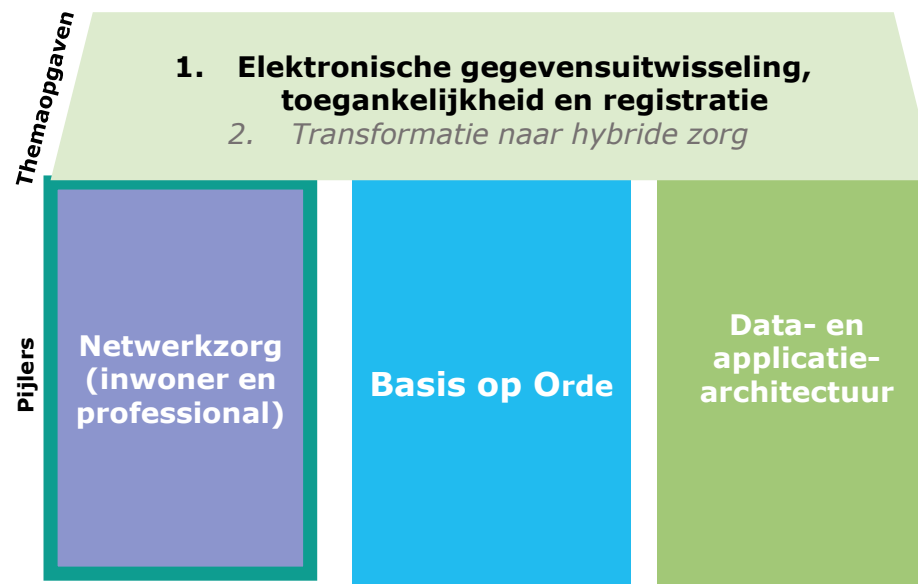 Themaopgaven
1. Elektronische gegevensuitwisseling,
toegankelijkheid en registratie
2. Transformatie naar hybride zorg
Pijlers
Netwerkzorg
(inwoner en
professional)
Basis op Orde
Data- en
applicatie-
architectuur